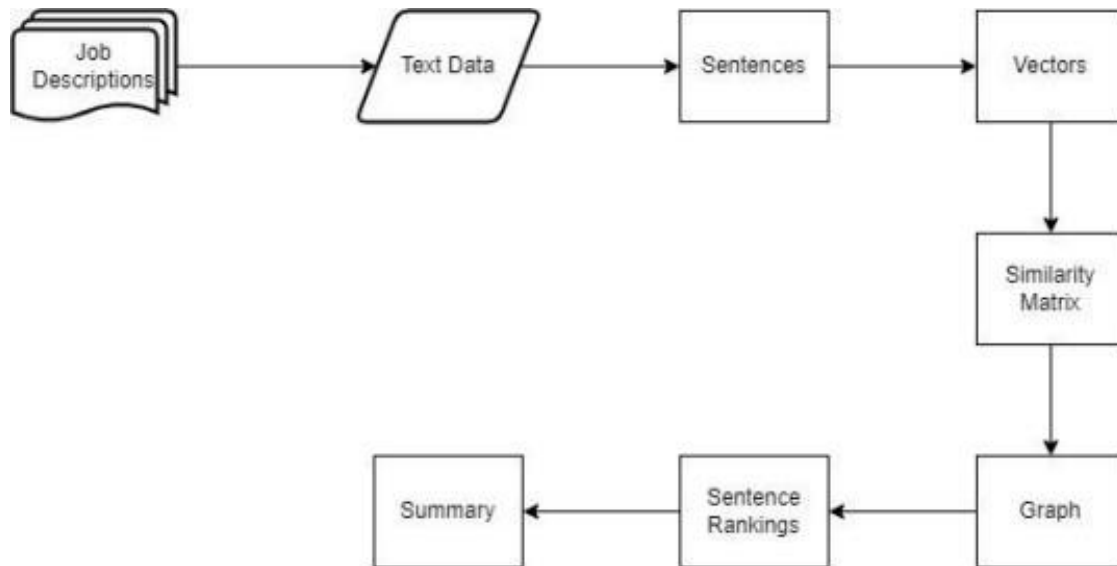 Job
Descriptions
Text Data
Sentences
Vectors
Similarity
Matrix
Summary
Sentence
Rankings
Graph